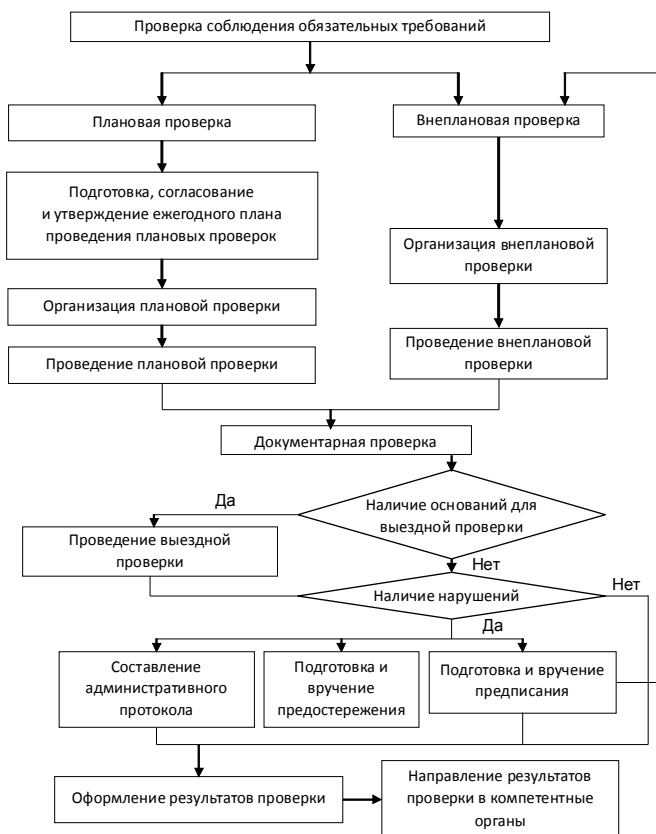 Проверка соблюдения обязательных требований
Плановая проверка
Внеплановая проверка
Подготовка, согласование
и утверждение ежегодного плана
проведения плановых проверок
Организация внеплановой
проверки
Организация плановой проверки
Проведение внеплановой
проверки
Проведение плановой проверки
Документарная проверка
Наличие оснований для
выездной проверки
Да
Проведение выездной
проверки
Нет
Наличие нарушений
Нет
Да
Составление
административного
протокола
Подготовка и
вручение
предостережения
Подготовка и вручение
предписания
Оформление результатов проверки
Направление результатов
проверки в компетентные
органы